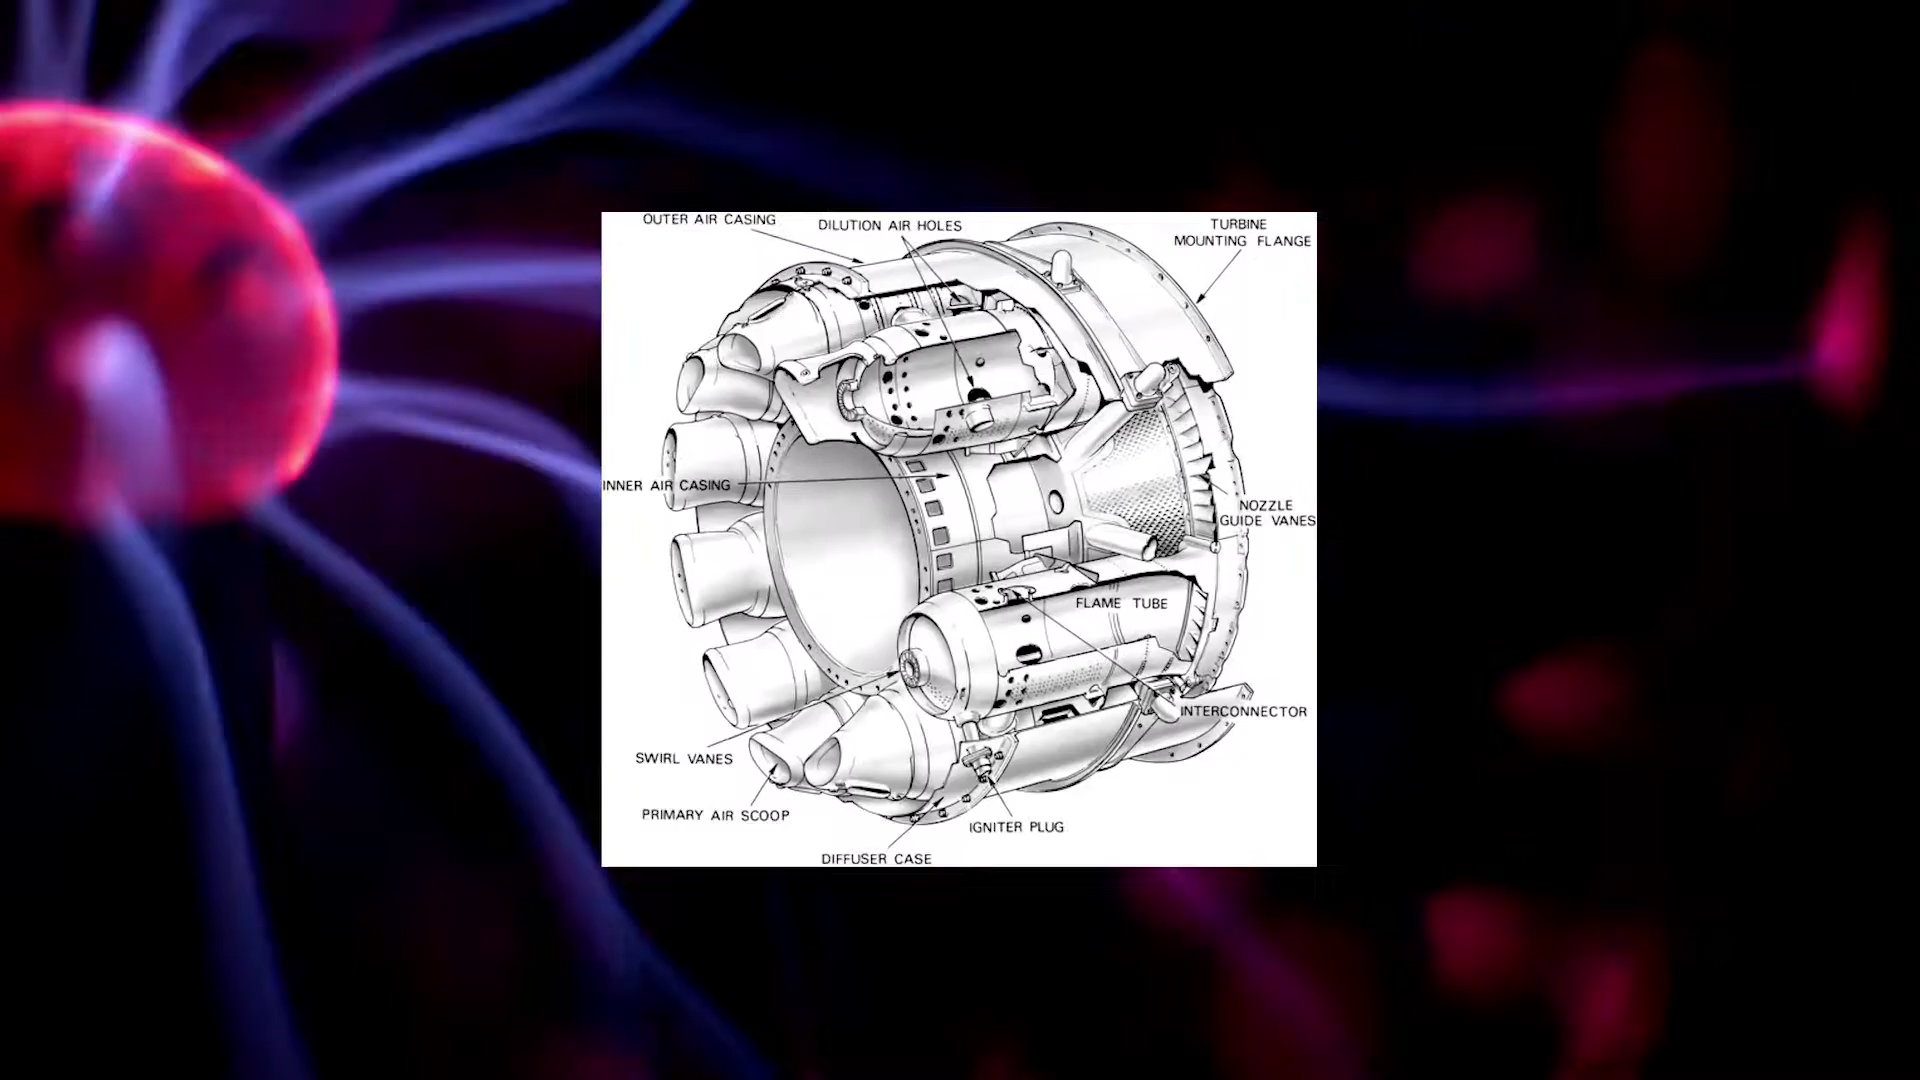 OUTER AIR CASING
DILUTION AIR HOLES
TURBINE
MOUNTING FLANGE
INNER AIR CASING
NOZZLE
GUIDE VANES
FLAME TUBE
INTERCONNECTOR
SWIRL VANES
PRIMARY AIR SCOOP
IGNITER PLUG
DIFFUSER CASE